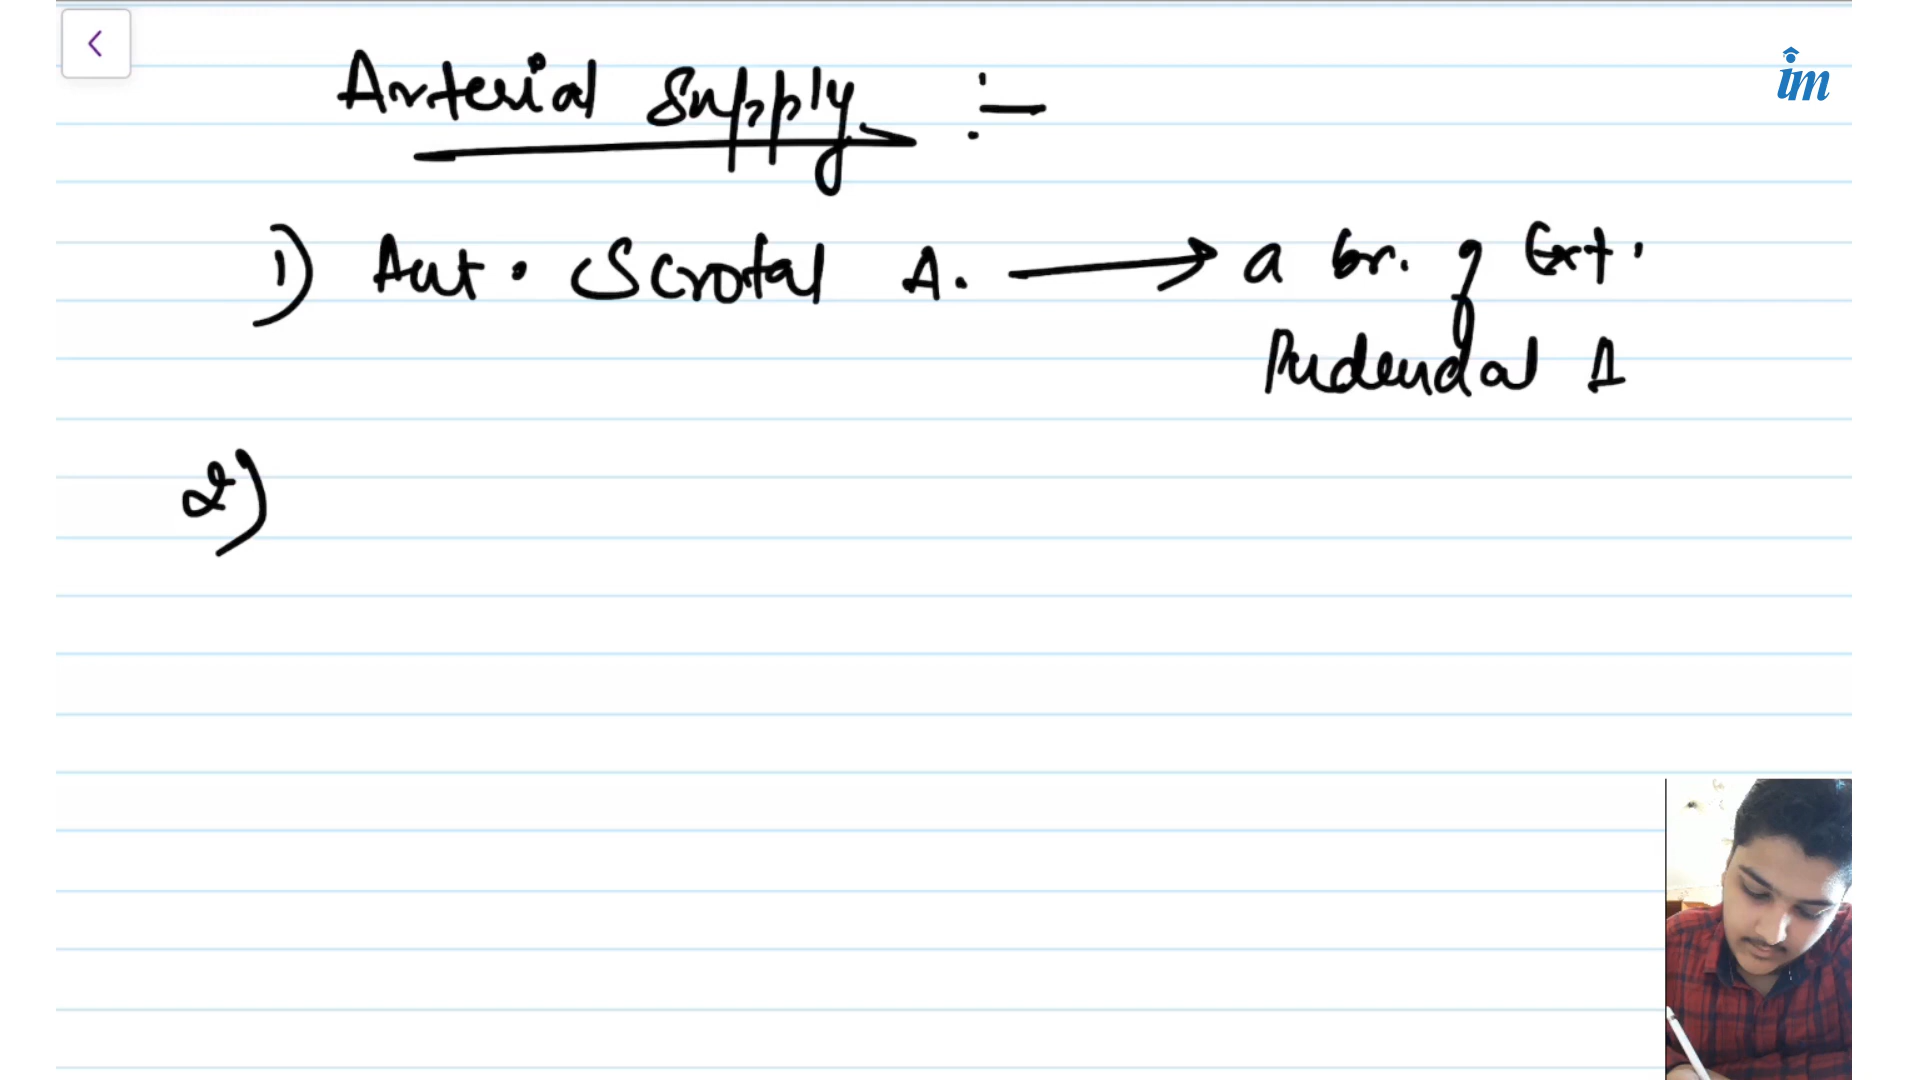 Arterial Supply :-
1) Ant. Scrotal A. → a br. of Ext.
Pudendal A
2)
im